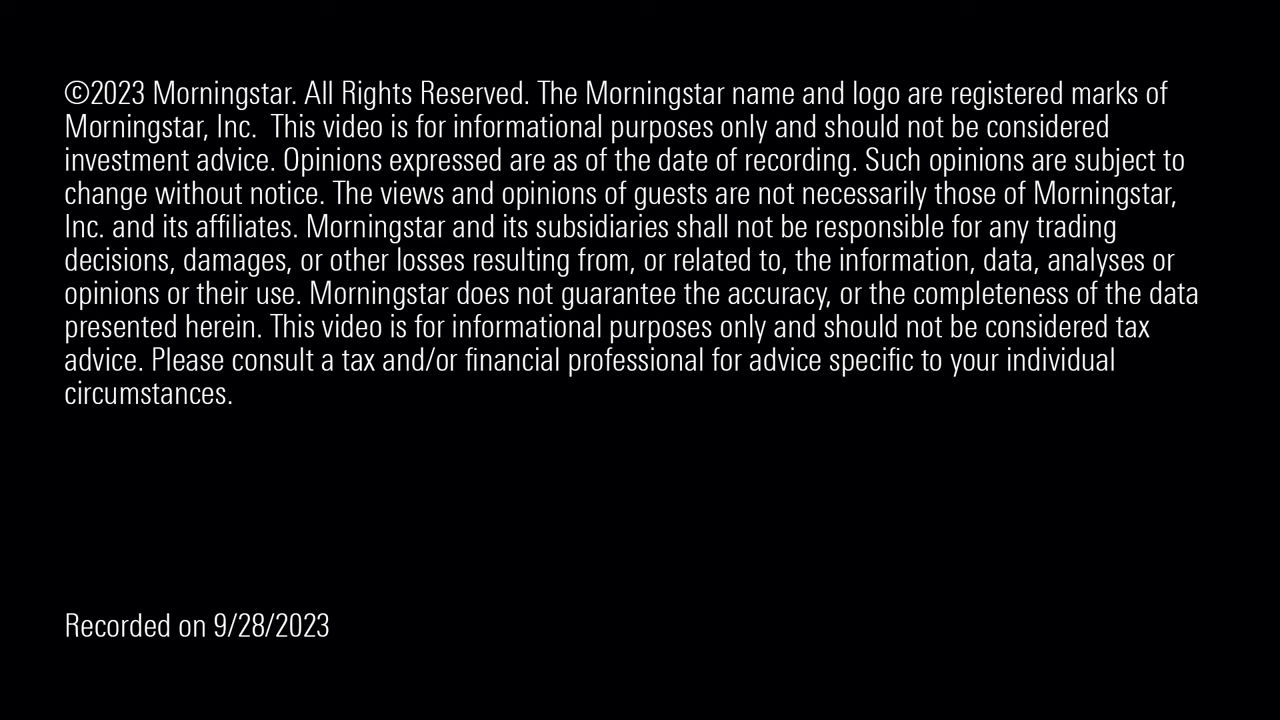 ©2023 Morningstar. All Rights Reserved. The Morningstar name and logo are registered marks of
Morningstar, Inc.  This video is for informational purposes only and should not be considered
investment advice. Opinions expressed are as of the date of recording. Such opinions are subject to
change without notice. The views and opinions of guests are not necessarily those of Morningstar,
Inc. and its affiliates. Morningstar and its subsidiaries shall not be responsible for any trading
decisions, damages, or other losses resulting from, or related to, the information, data, analyses or
opinions or their use. Morningstar does not guarantee the accuracy, or the completeness of the data
presented herein. This video is for informational purposes only and should not be considered tax
advice. Please consult a tax and/or financial professional for advice specific to your individual
circumstances.
Recorded on 9/28/2023